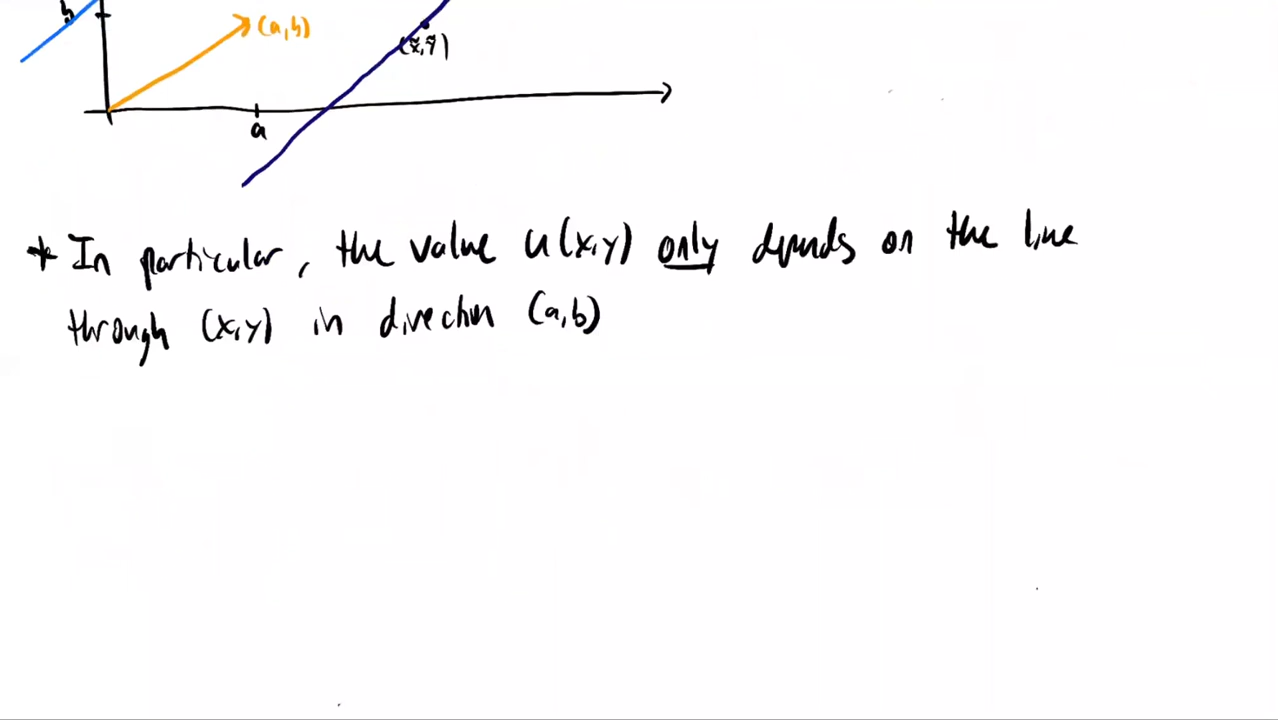 b
(a,b)
(x̃,ỹ)
a
* In particular, the value u(x,y) only depends on the line
through (x,y) in direction (a,b)